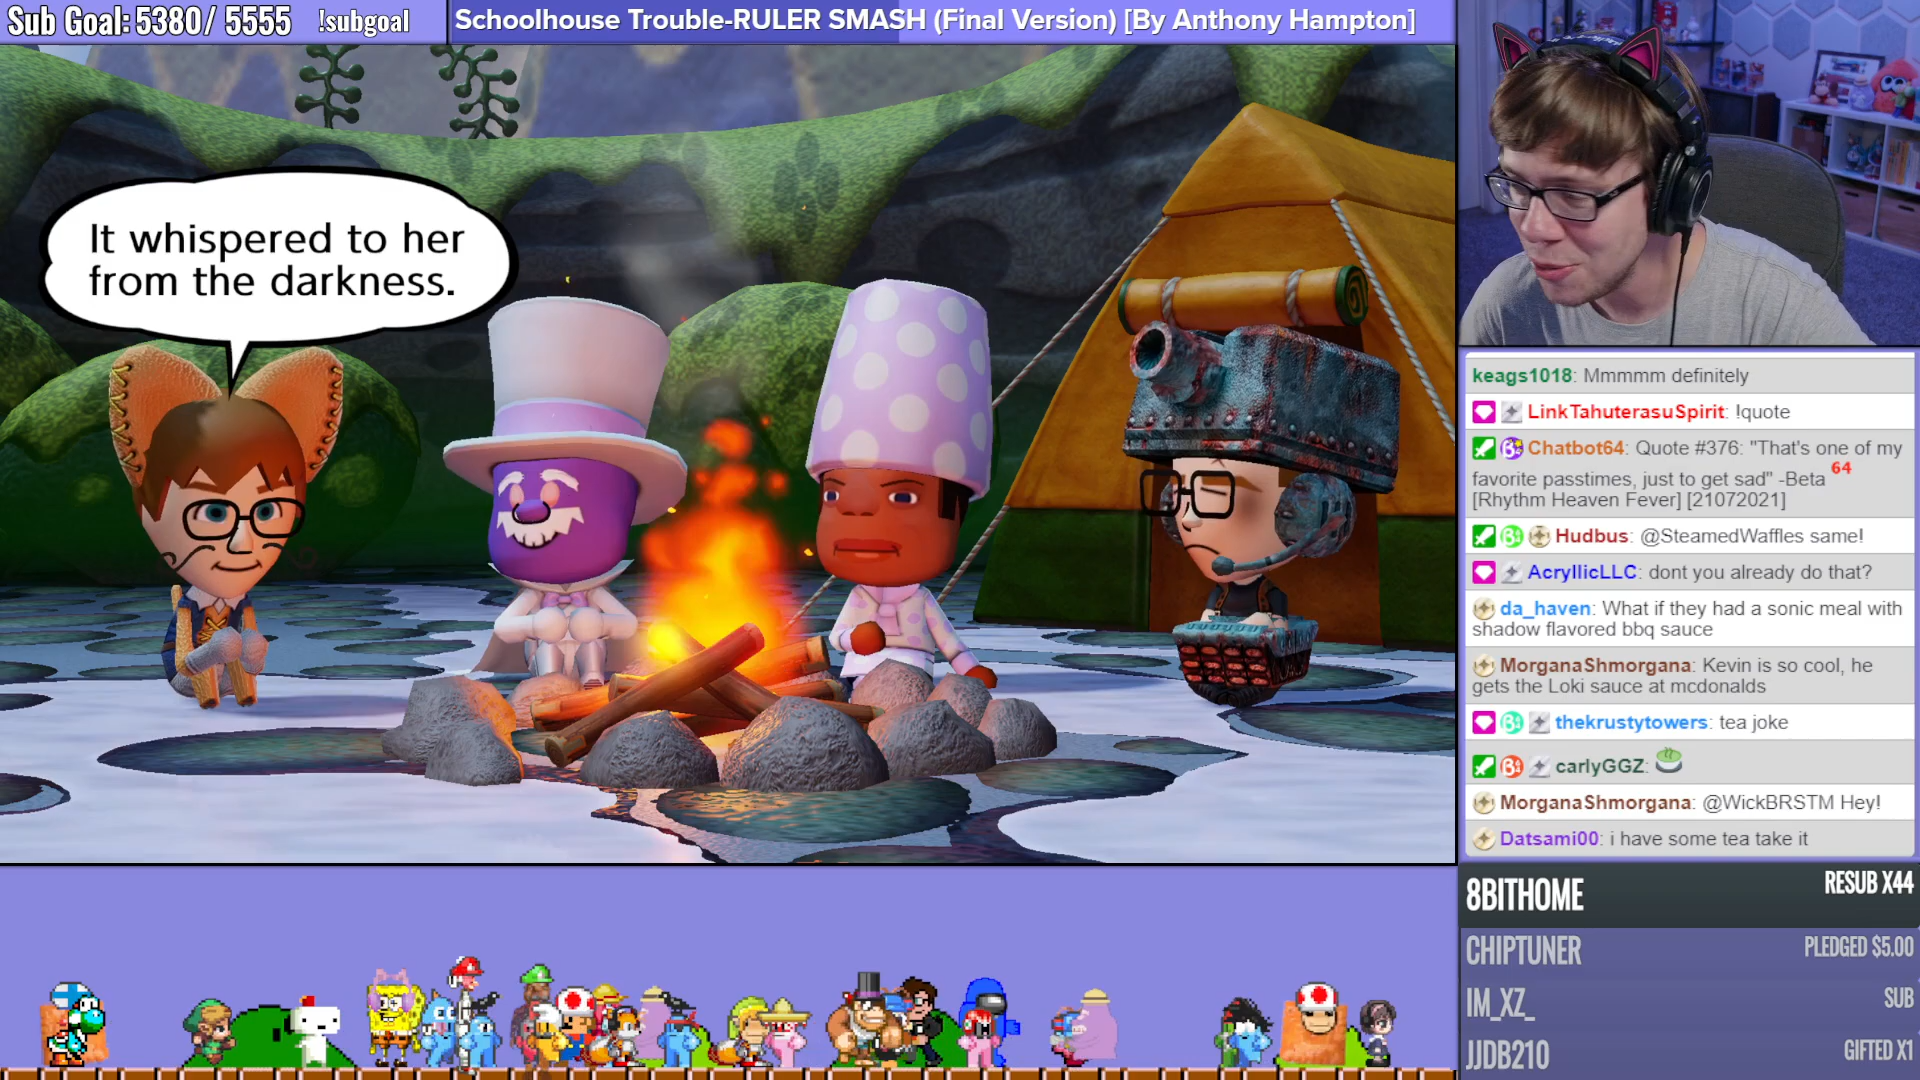 Sub Goal: 5380/ 5555 !subgoal
Schoolhouse Trouble-RULER SMASH (Final Version) [By Anthony Hampton]
It whispered to her
from the darkness.
keags1018: Mmmmm definitely
LinkTahuterasuSpirit: !quote
Chatbot64: Quote #376: "That's one of my
favorite passtimes, just to get sad" -Beta 64
[Rhythm Heaven Fever] [21072021]
Hudbus: @SteamedWaffles same!
AcryllicLLC: dont you already do that?
da_haven: What if they had a sonic meal with
shadow flavored bbq sauce
MorganaShmorgana: Kevin is so cool, he
gets the Loki sauce at mcdonalds
thekrustytowers: tea joke
carlyGGZ:
MorganaShmorgana: @WickBRSTM Hey!
Datsami00: i have some tea take it
8BITHOME RESUB X44
CHIPTUNER PLEDGED $5.00
IM_XZ_ SUB
JJDB210 GIFTED X1